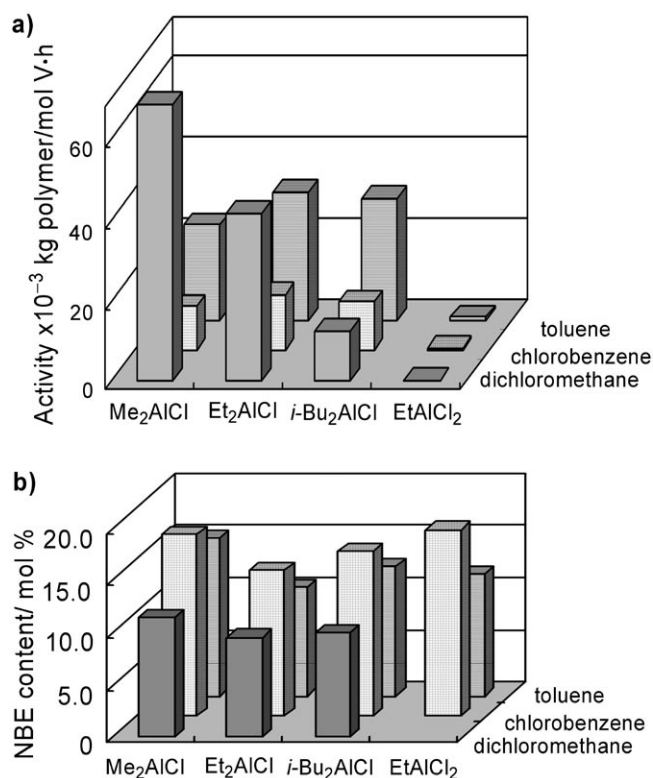 a)
Activity x10⁻³ kg polymer/mol V·h
60
40
20
0
toluene
chlorobenzene
dichloromethane
Me₂AlCl Et₂AlCl i-Bu₂AlCl EtAlCl₂
b)
NBE content/ mol %
20.0
15.0
10.0
5.0
0
toluene
chlorobenzene
dichloromethane
Me₂AlCl Et₂AlCl i-Bu₂AlCl EtAlCl₂